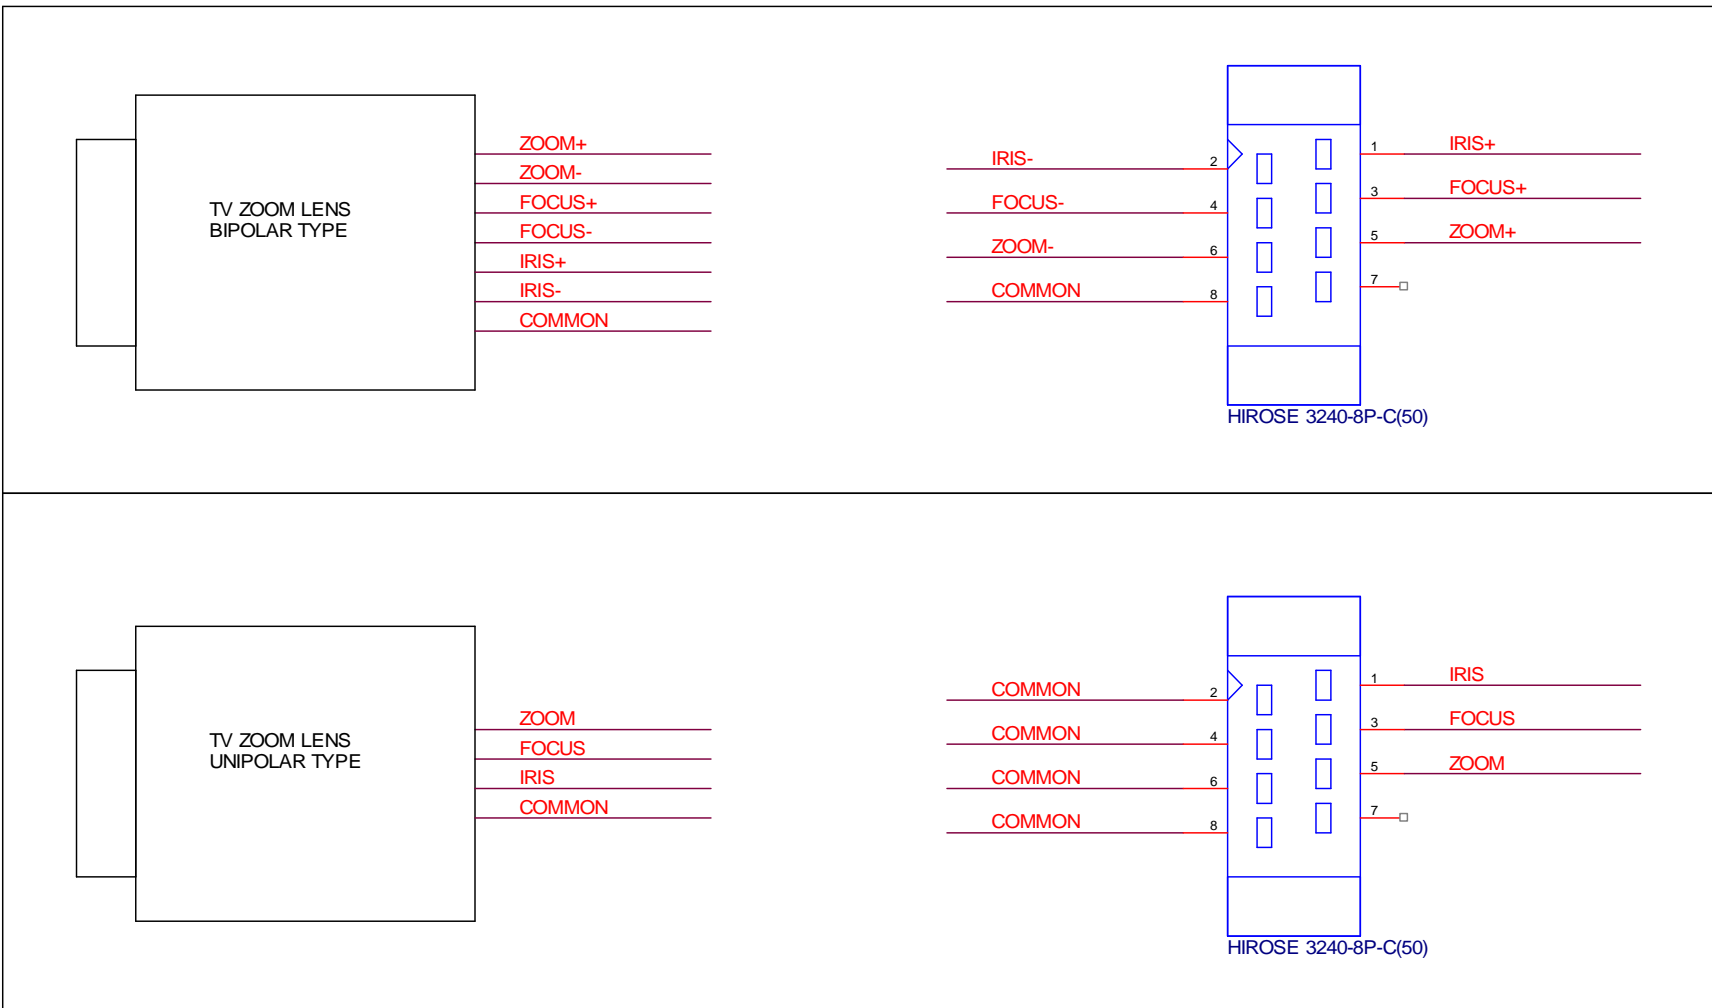 TV ZOOM LENS
BIPOLAR TYPE
ZOOM+
ZOOM-
FOCUS+
FOCUS-
IRIS+
IRIS-
COMMON
IRIS- 2
FOCUS- 4
ZOOM- 6
COMMON 8
1 IRIS+
3 FOCUS+
5 ZOOM+
7
HIROSE 3240-8P-C(50)
TV ZOOM LENS
UNIPOLAR TYPE
ZOOM
FOCUS
IRIS
COMMON
COMMON 2
COMMON 4
COMMON 6
COMMON 8
1 IRIS
3 FOCUS
5 ZOOM
7
HIROSE 3240-8P-C(50)